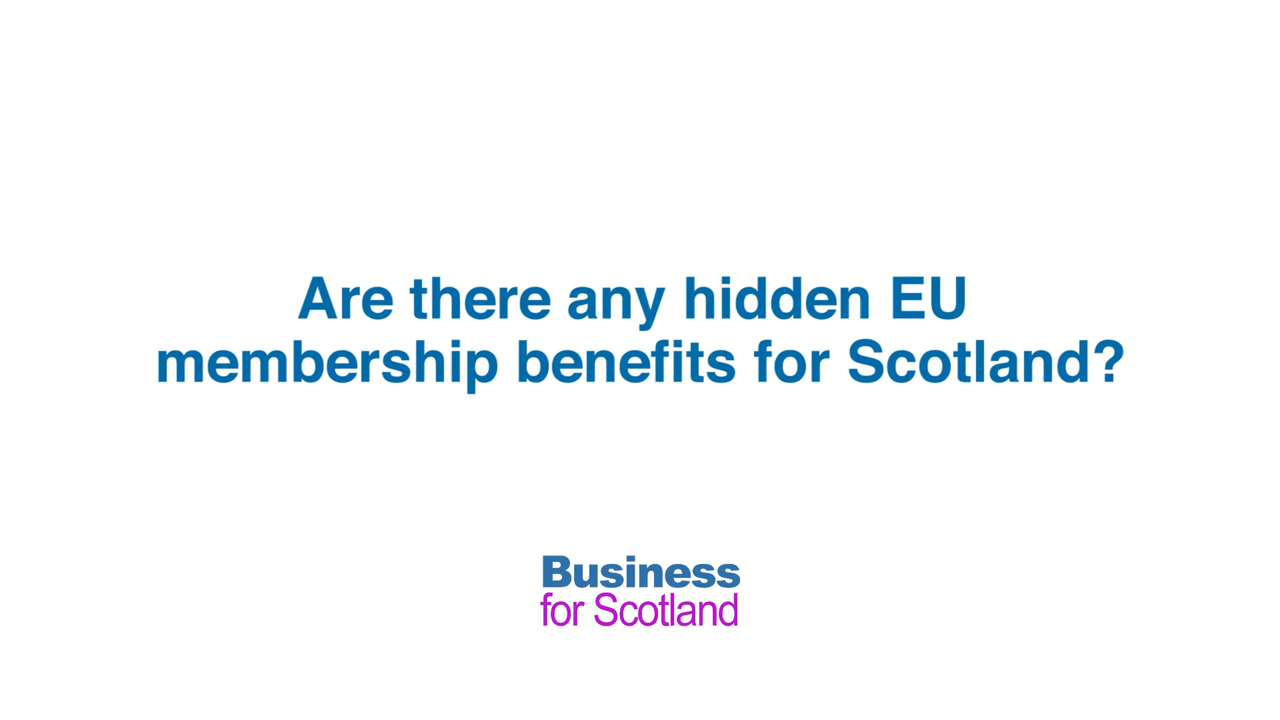 Are there any hidden EU
membership benefits for Scotland?
Business
for Scotland